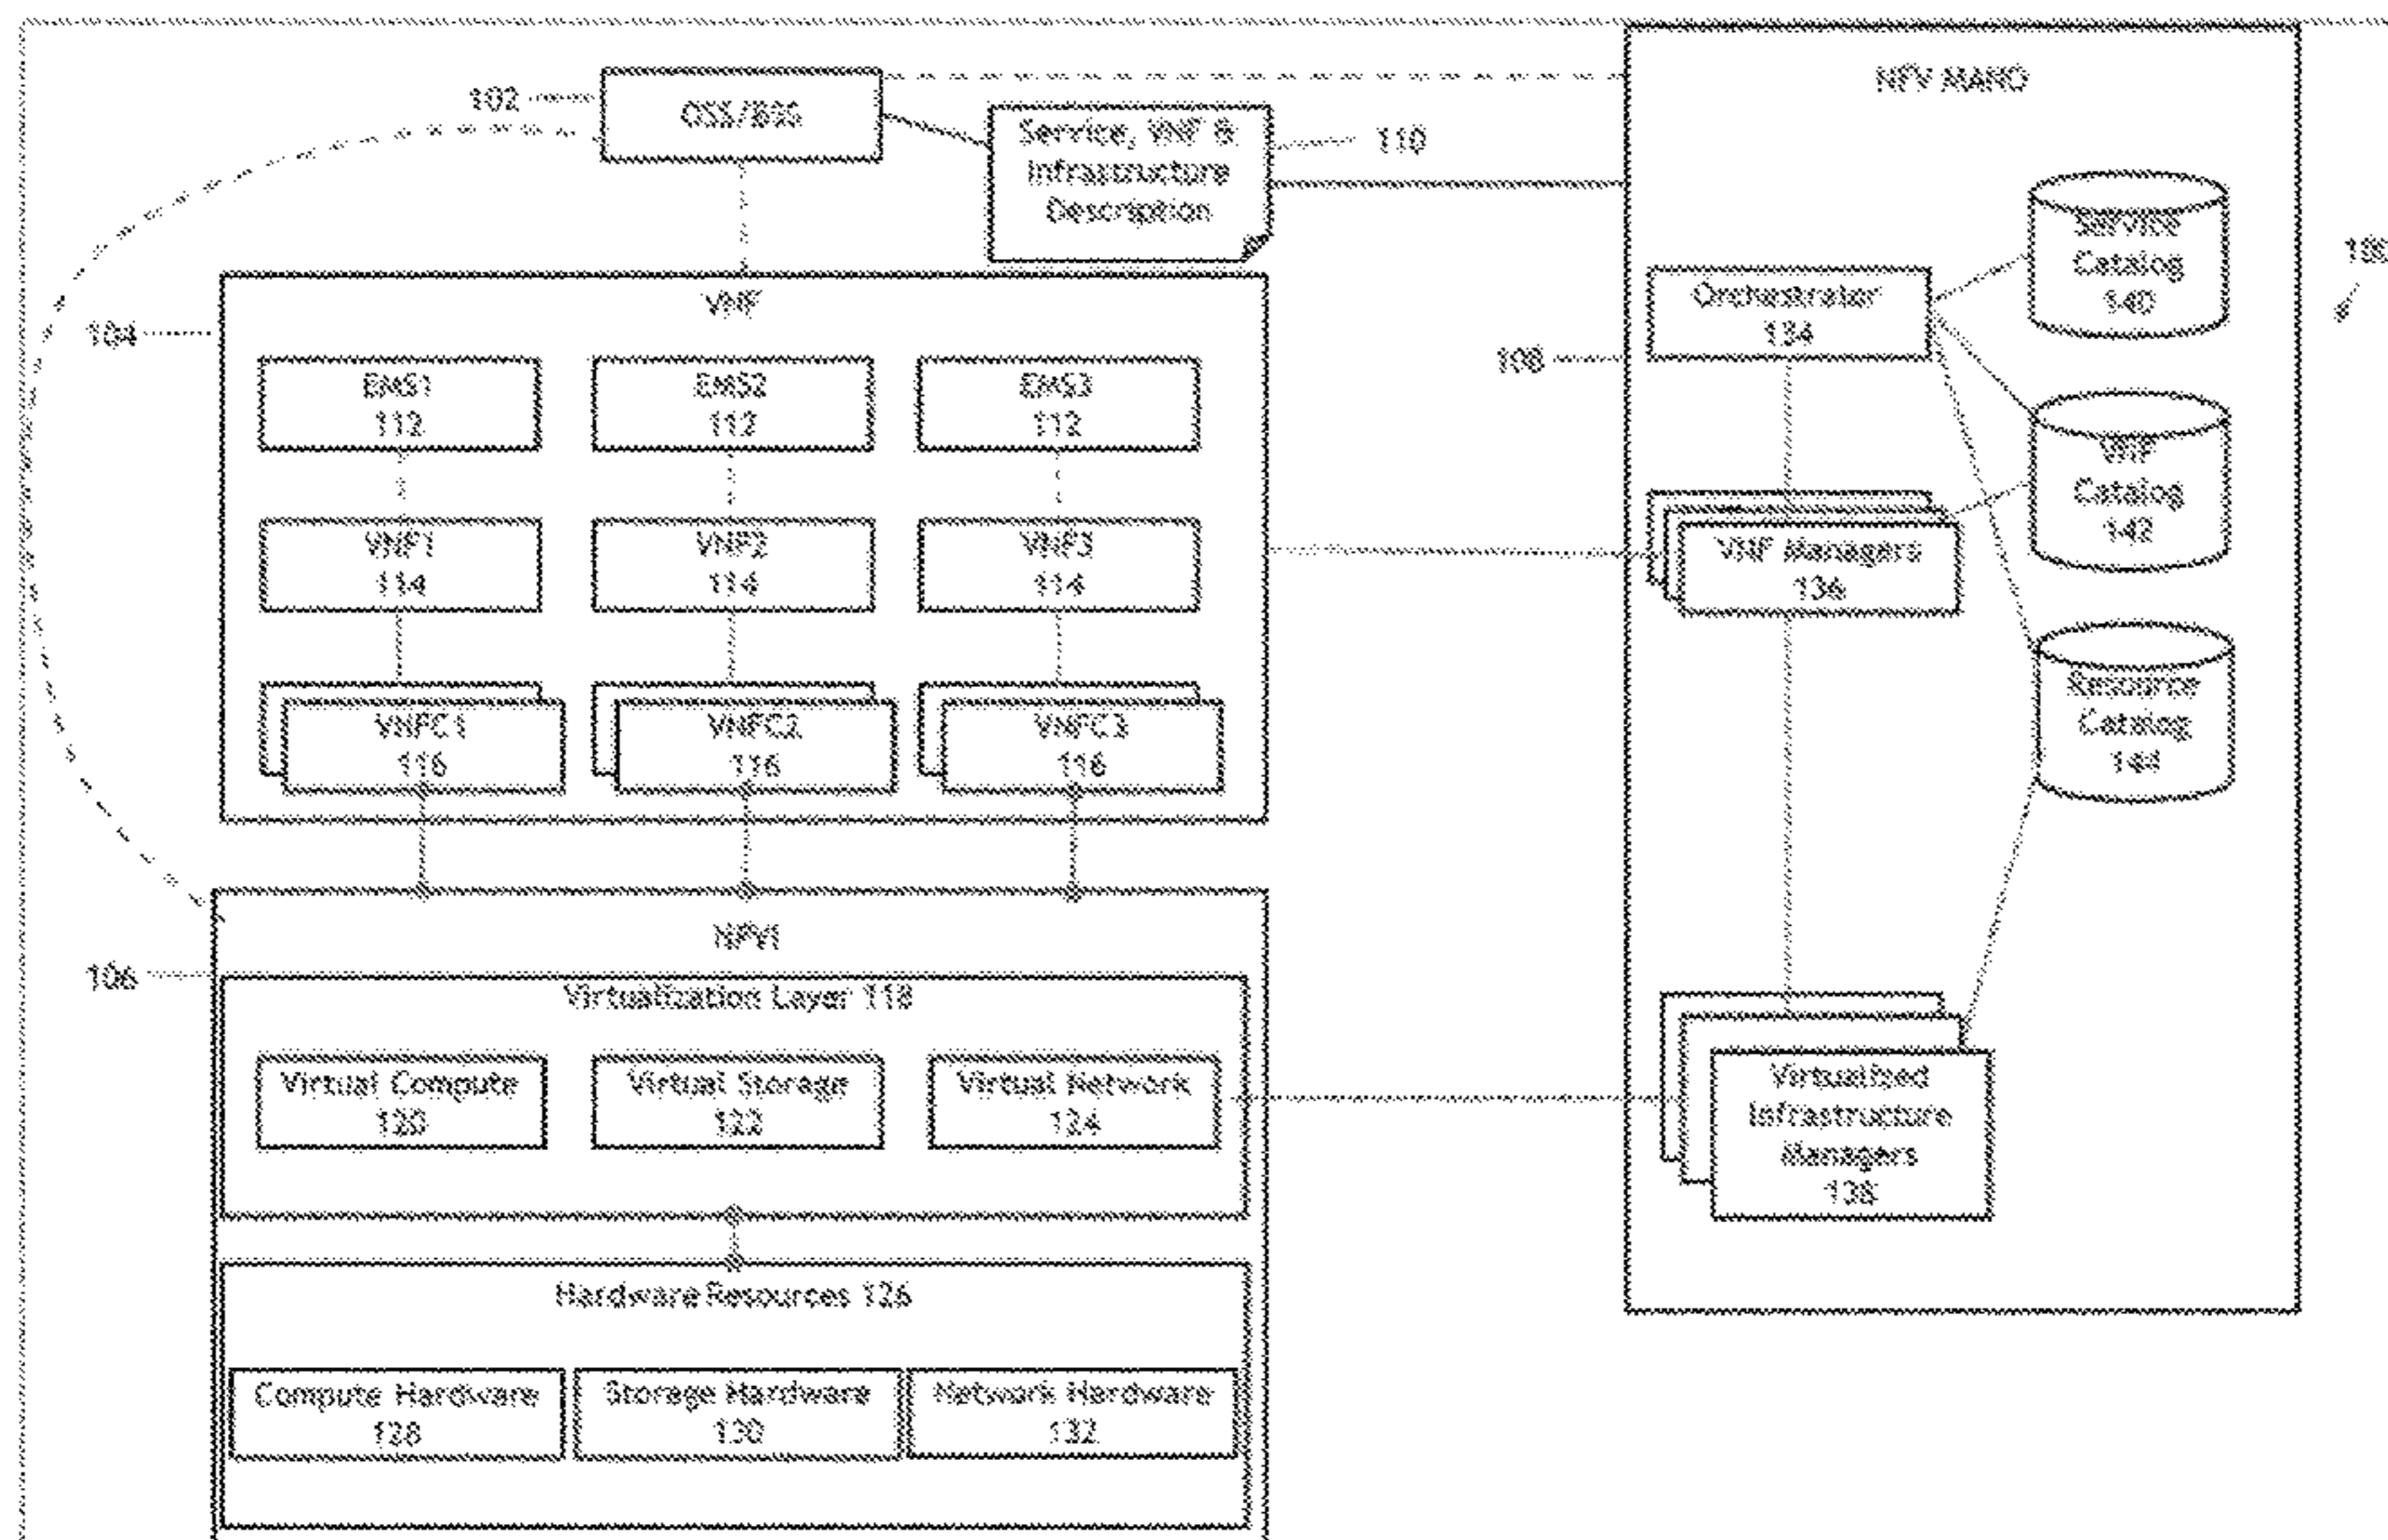 102
OSS/BSS
Service, VNF &
Infrastructure
Description
110
NFV MANO
100
VNF
104
EMS1
112
EMS2
112
EMS3
112
VNF1
114
VNF2
114
VNF3
114
VNFC1
116
VNFC2
116
VNFC3
116
108
Orchestrator
134
Service
Catalog
140
VNF
Catalog
142
VNF Managers
136
Resource
Catalog
144
NFVI
106
Virtualization Layer 118
Virtual Compute
120
Virtual Storage
122
Virtual Network
124
Virtualized
Infrastructure
Managers
138
Hardware Resources 126
Compute Hardware
128
Storage Hardware
130
Network Hardware
132